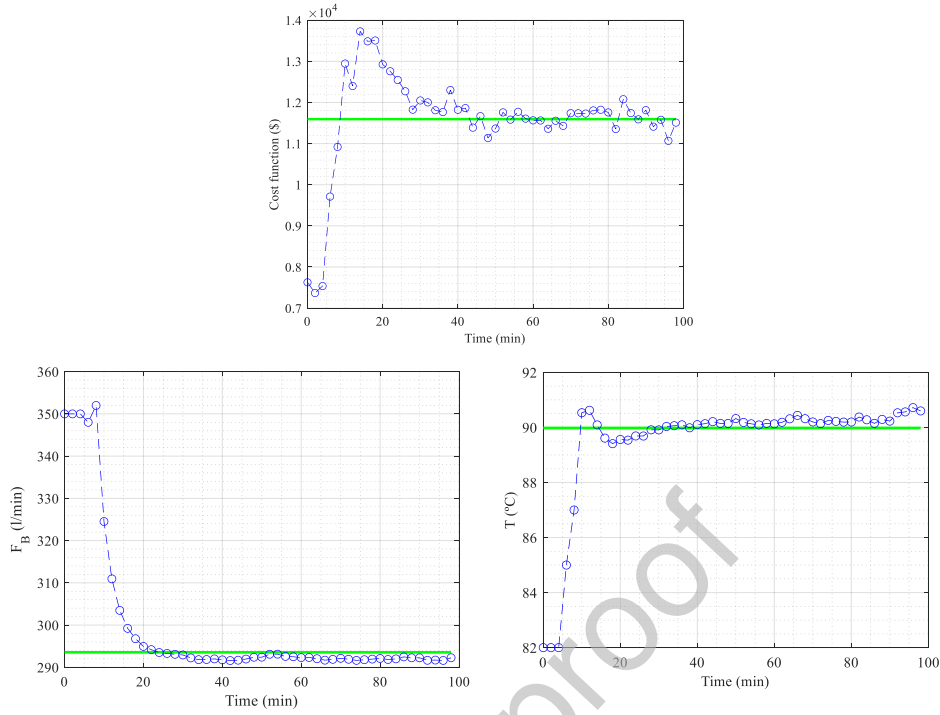 ×10⁴
1.4
1.3
1.2
1.1
1
0.9
0.8
0.7
0 20 40 60 80 100
Cost function ($)
Time (min)
360
350
340
330
320
310
300
290
0 20 40 60 80 100
F_B (l/min)
Time (min)
92
90
88
86
84
82
0 20 40 60 80 100
T (ºC)
Time (min)
proof